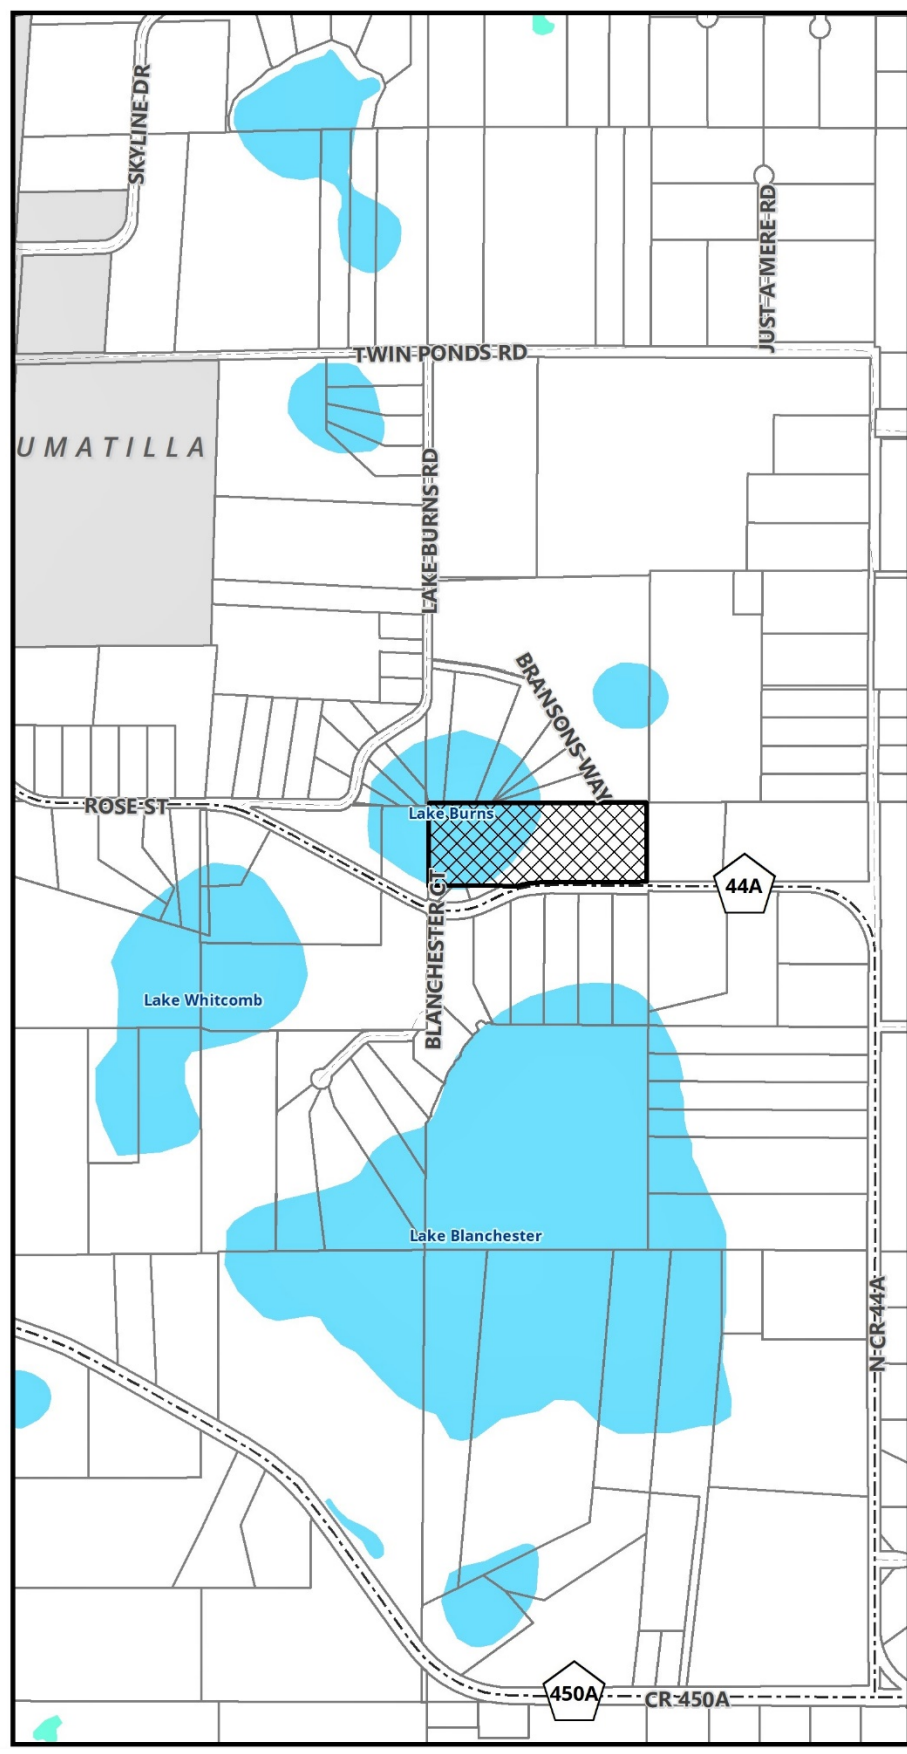 SKYLINE DR
JUST-A-MERE RD
TWIN PONDS RD
UMATILLA
LAKE BURNS RD
BRANSONS WAY
ROSE ST
Lake Burns
44A
BLANCHESTER CT
Lake Whitcomb
Lake Blanchester
N CR 44A
450A
CR 450A